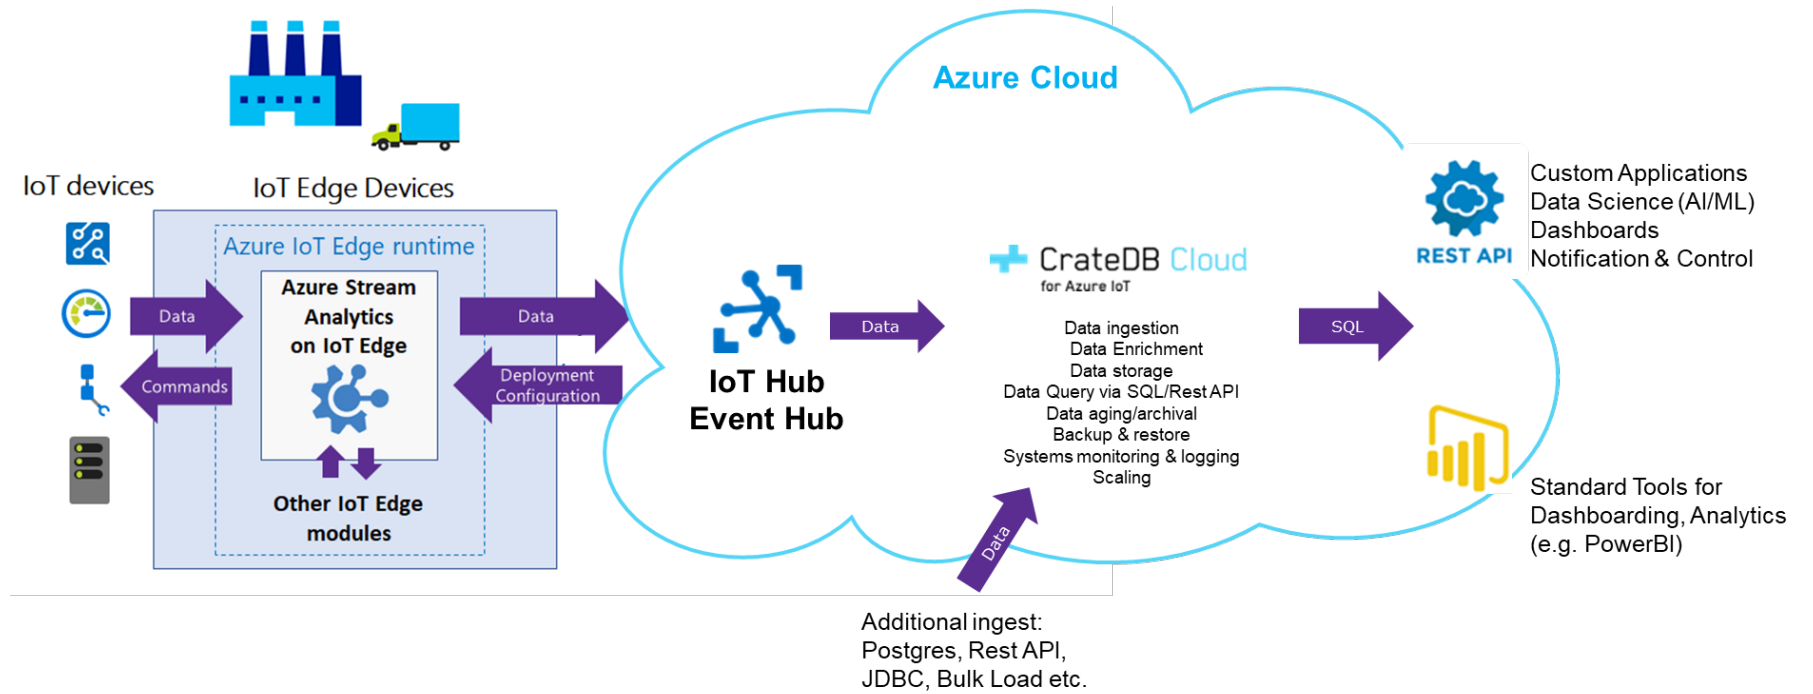 Azure Cloud
IoT devices
IoT Edge Devices
Azure IoT Edge runtime
Azure Stream
Analytics
on IoT Edge
Data
Commands
Other IoT Edge
modules
Data
Deployment
Configuration
IoT Hub
Event Hub
Data
CrateDB Cloud
for Azure IoT
Data ingestion
Data Enrichment
Data storage
Data Query via SQL/Rest API
Data aging/archival
Backup & restore
Systems monitoring & logging
Scaling
Data
Additional ingest:
Postgres, Rest API,
JDBC, Bulk Load etc.
SQL
REST API
Custom Applications
Data Science (AI/ML)
Dashboards
Notification & Control
Standard Tools for
Dashboarding, Analytics
(e.g. PowerBI)